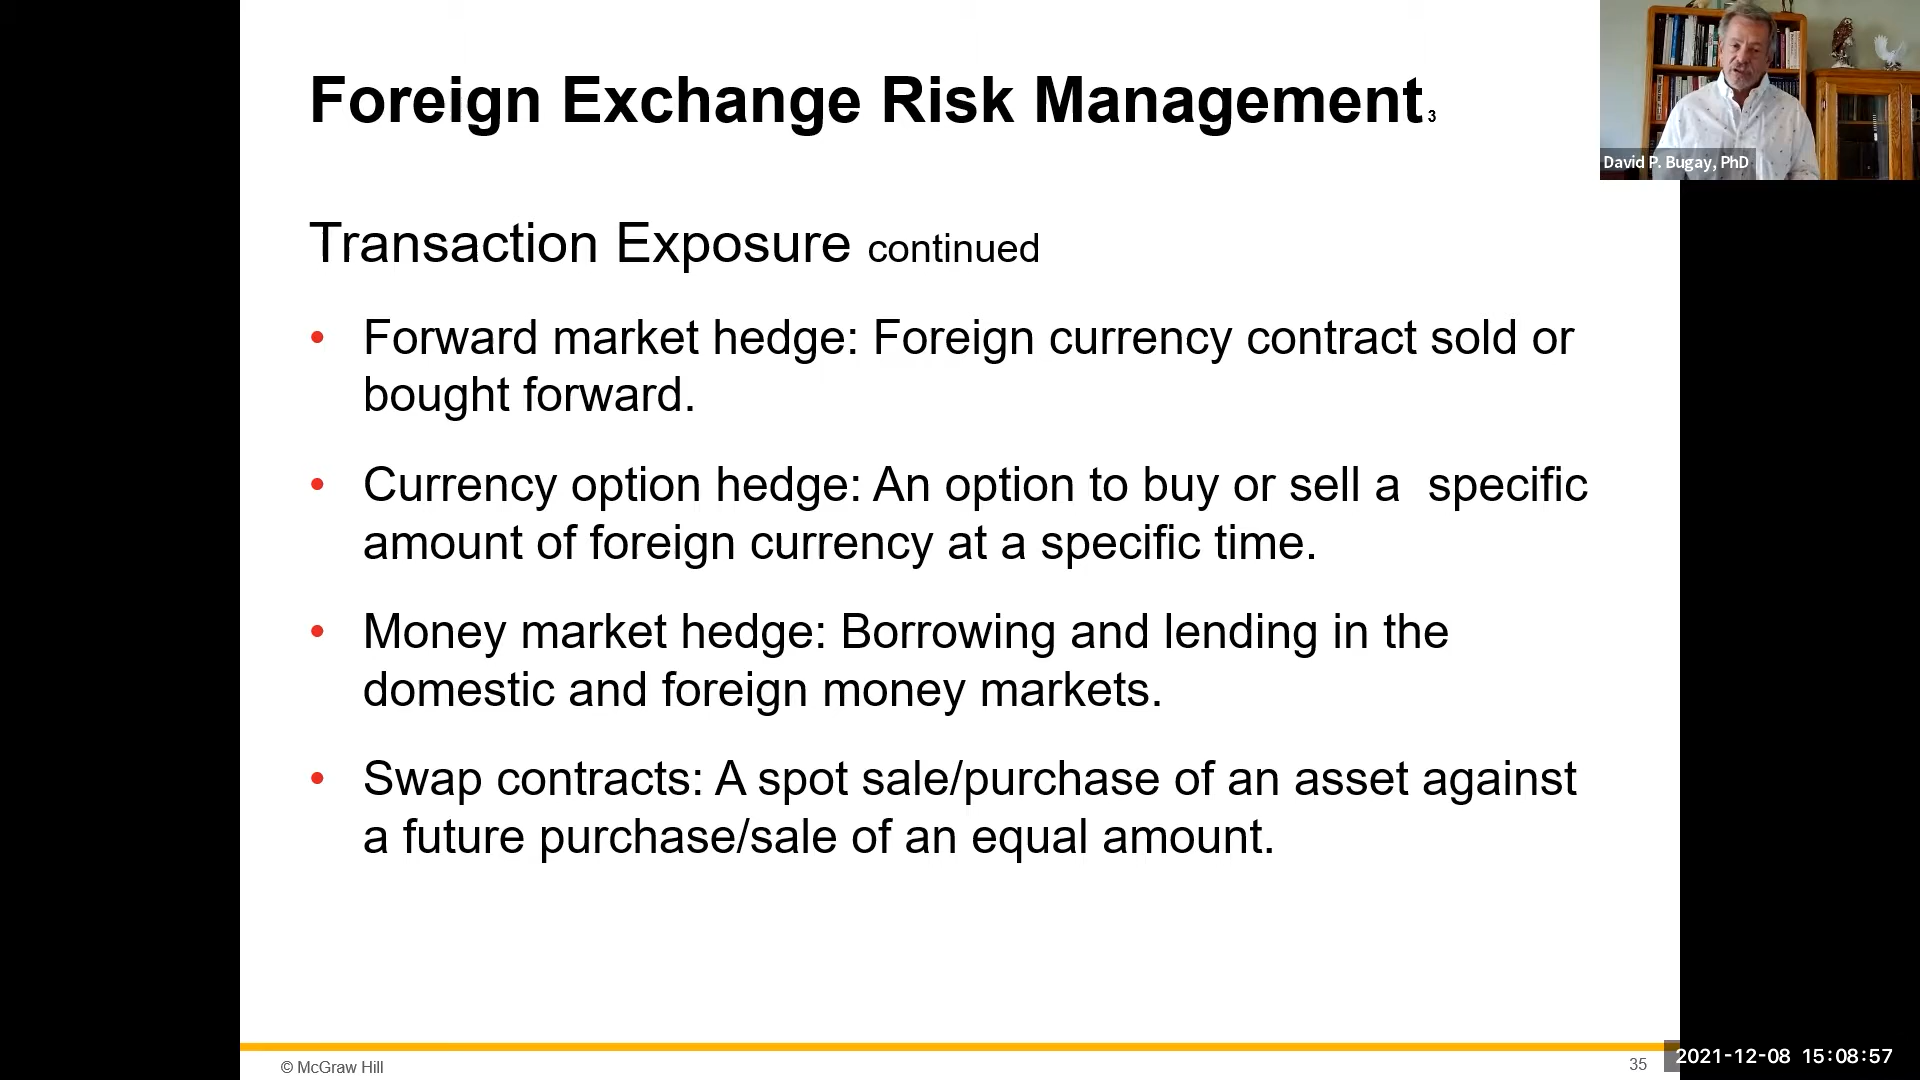 Foreign Exchange Risk Management 3
David P. Bugay, PhD
Transaction Exposure continued
• Forward market hedge: Foreign currency contract sold or
bought forward.
• Currency option hedge: An option to buy or sell a  specific
amount of foreign currency at a specific time.
• Money market hedge: Borrowing and lending in the
domestic and foreign money markets.
• Swap contracts: A spot sale/purchase of an asset against
a future purchase/sale of an equal amount.
© McGraw Hill
35
2021-12-08 15:08:57